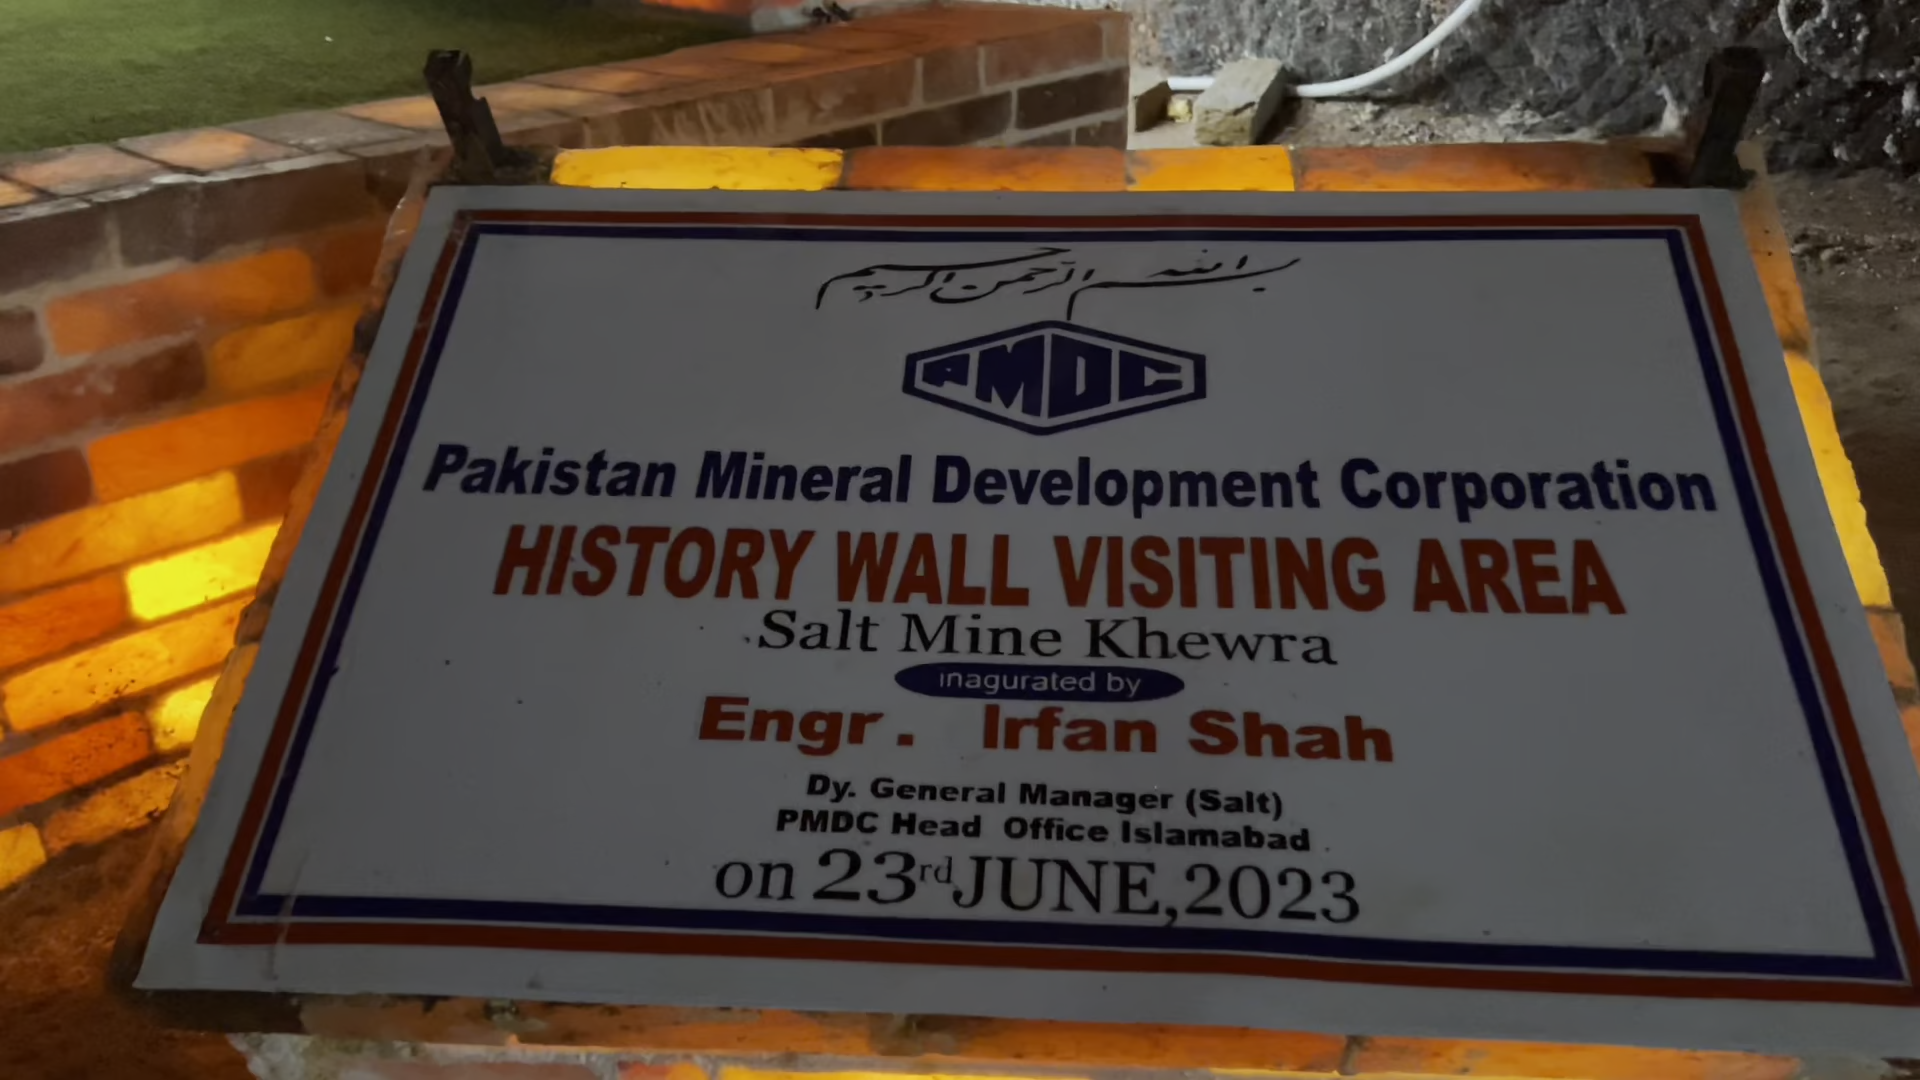 بسم الله الرحمن الرحيم
PMDC
Pakistan Mineral Development Corporation
HISTORY WALL VISITING AREA
Salt Mine Khewra
inagurated by
Engr. Irfan Shah
Dy. General Manager (Salt)
PMDC Head Office Islamabad
on 23rd JUNE, 2023